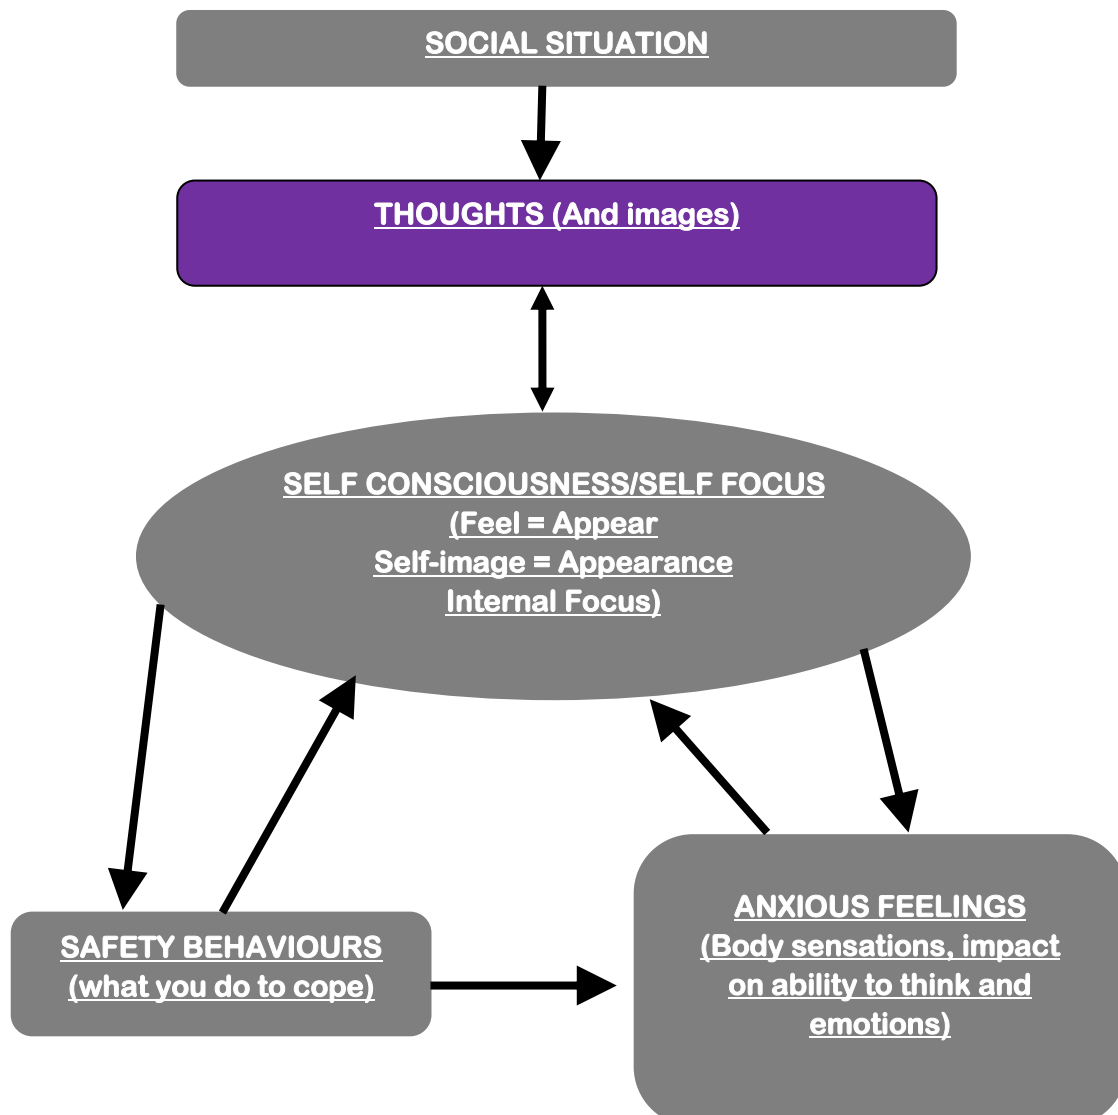 SOCIAL SITUATION
THOUGHTS (And images)
SELF CONSCIOUSNESS/SELF FOCUS
(Feel = Appear
Self-image = Appearance
Internal Focus)
SAFETY BEHAVIOURS
(what you do to cope)
ANXIOUS FEELINGS
(Body sensations, impact
on ability to think and
emotions)